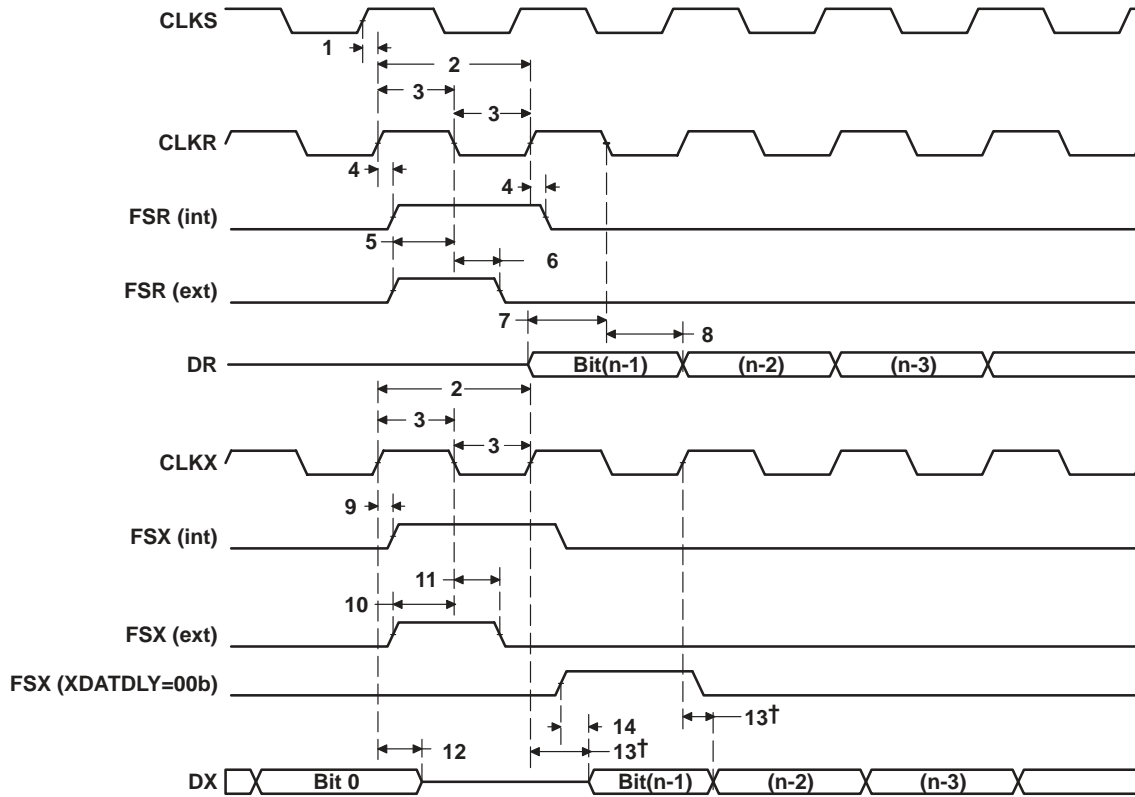 CLKS
1
2
3
3
CLKR
4
4
FSR (int)
5
6
FSR (ext)
7
8
DR
Bit(n-1)
(n-2)
(n-3)
2
3
3
CLKX
9
FSX (int)
11
10
FSX (ext)
FSX (XDATDLY=00b)
14
13†
12
13†
DX
Bit 0
Bit(n-1)
(n-2)
(n-3)